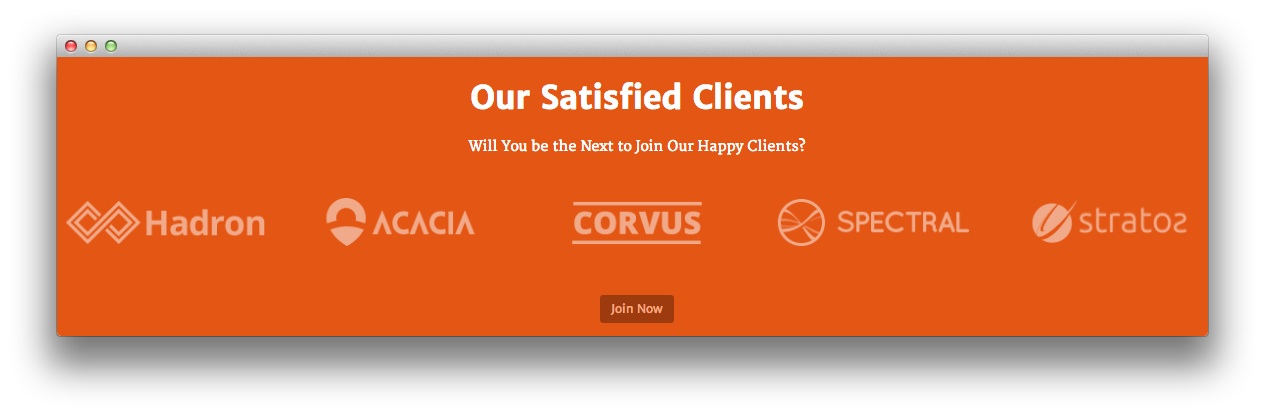 Our Satisfied Clients
Will You be the Next to Join Our Happy Clients?
Hadron ACACIA CORVUS SPECTRAL stratos
Join Now